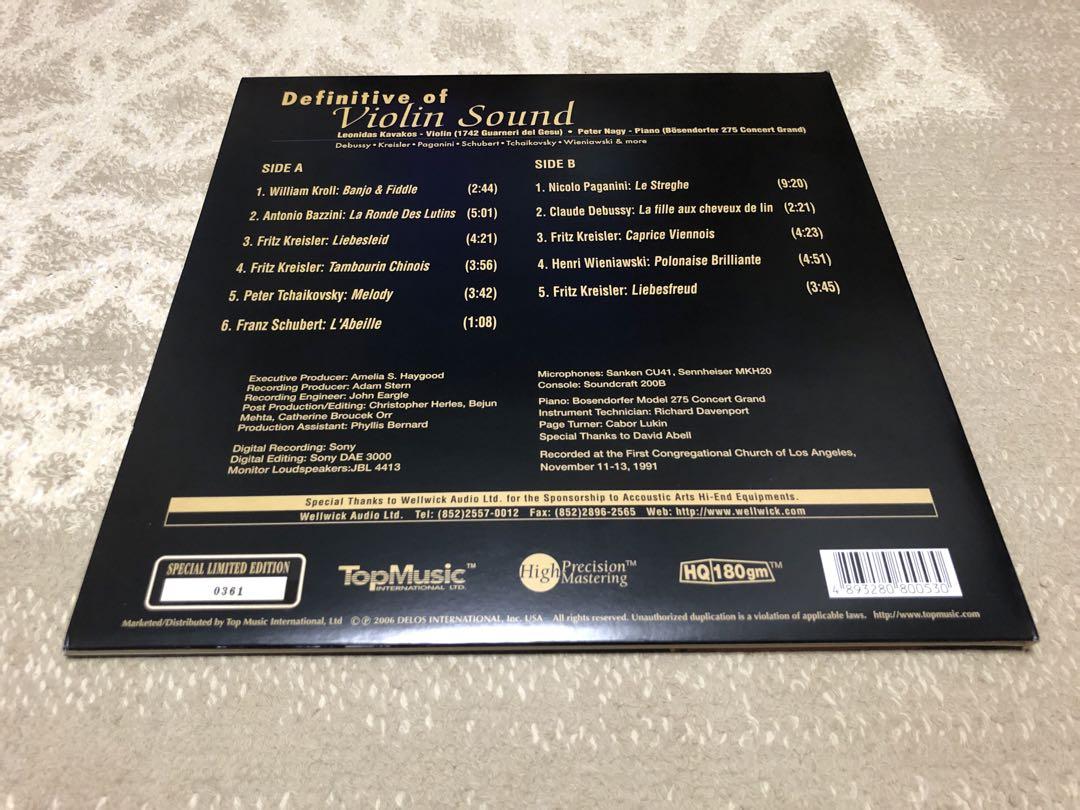 Definitive of
Violin Sound
Leonidas Kavakos - Violin (1742 Guarneri del Gesu) • Peter Nagy - Piano (Bösendorfer 275 Concert Grand)
Debussy • Kreisler • Paganini • Schubert • Tchaikovsky • Wieniawski & more
SIDE A
1. William Kroll: Banjo & Fiddle (2:44)
2. Antonio Bazzini: La Ronde Des Lutins (5:01)
3. Fritz Kreisler: Liebesleid (4:21)
4. Fritz Kreisler: Tambourin Chinois (3:56)
5. Peter Tchaikovsky: Melody (3:42)
6. Franz Schubert: L'Abeille (1:08)
SIDE B
1. Nicolo Paganini: Le Streghe (9:20)
2. Claude Debussy: La fille aux cheveux de lin (2:21)
3. Fritz Kreisler: Caprice Viennois (4:23)
4. Henri Wieniawski: Polonaise Brilliante (4:51)
5. Fritz Kreisler: Liebesfreud (3:45)
Executive Producer: Amelia S. Haygood
Recording Producer: Adam Stern
Recording Engineer: John Eargle
Post Production/Editing: Christopher Herles, Bejun
Mehta, Catherine Broucek Orr
Production Assistant: Phyllis Bernard
Digital Recording: Sony
Digital Editing: Sony DAE 3000
Monitor Loudspeakers:JBL 4413
Microphones: Sanken CU41, Sennheiser MKH20
Console: Soundcraft 200B
Piano: Bosendorfer Model 275 Concert Grand
Instrument Technician: Richard Davenport
Page Turner: Cabor Lukin
Special Thanks to David Abell
Recorded at the First Congregational Church of Los Angeles,
November 11-13, 1991
Special Thanks to Wellwick Audio Ltd. for the Sponsorship to Accoustic Arts Hi-End Equipments.
Wellwick Audio Ltd. Tel: (852)2557-0012 Fax: (852)2896-2565 Web: http://www.wellwick.com
SPECIAL LIMITED EDITION
0361
TopMusic™
INTERNATIONAL LTD.
High Precision™
Mastering
HQ 180gm™
4 893280 800530
Marketed/Distributed by Top Music International, Ltd © ℗ 2006 DELOS INTERNATIONAL, Inc. USA All rights reserved. Unauthorized duplication is a violation of applicable laws. http://www.topmusic.com